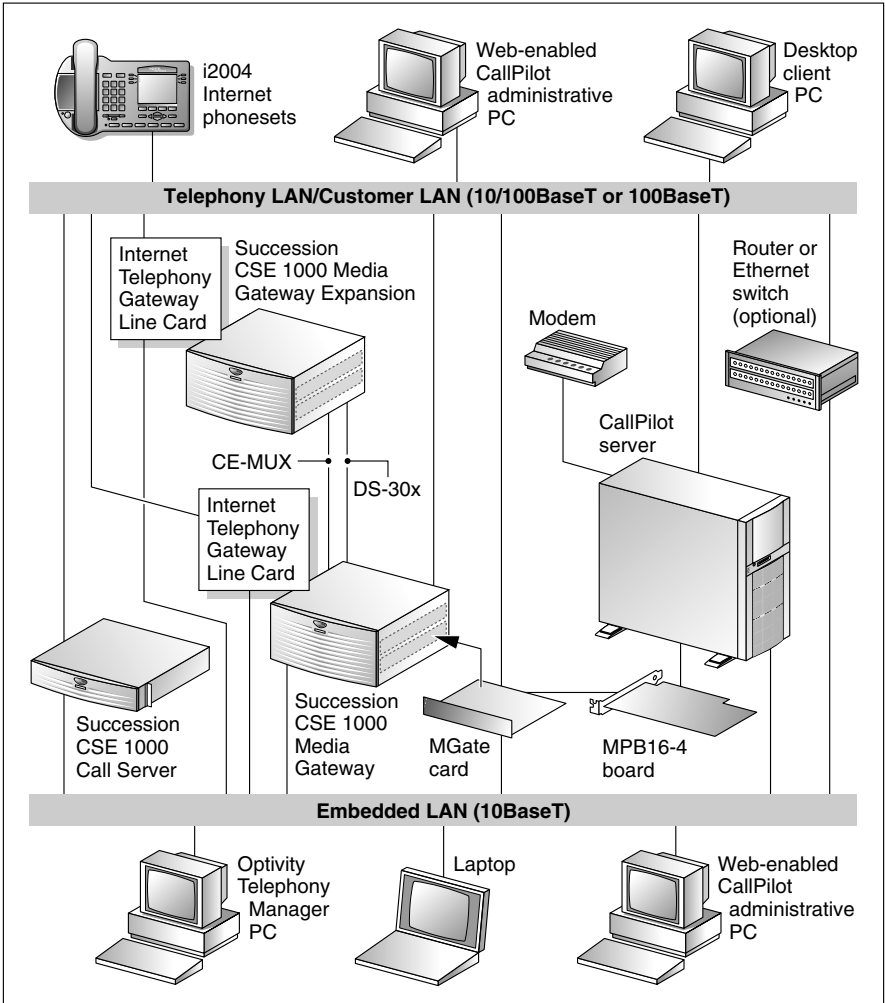 i2004
Internet
phonesets
Web-enabled
CallPilot
administrative
PC
Desktop
client
PC
Telephony LAN/Customer LAN (10/100BaseT or 100BaseT)
Internet
Telephony
Gateway
Line Card
Succession
CSE 1000 Media
Gateway Expansion
Modem
Router or
Ethernet
switch
(optional)
CallPilot
server
CE-MUX
DS-30x
Internet
Telephony
Gateway
Line Card
Succession
CSE 1000
Call Server
Succession
CSE 1000
Media
Gateway
MGate
card
MPB16-4
board
Embedded LAN (10BaseT)
Optivity
Telephony
Manager
PC
Laptop
Web-enabled
CallPilot
administrative
PC